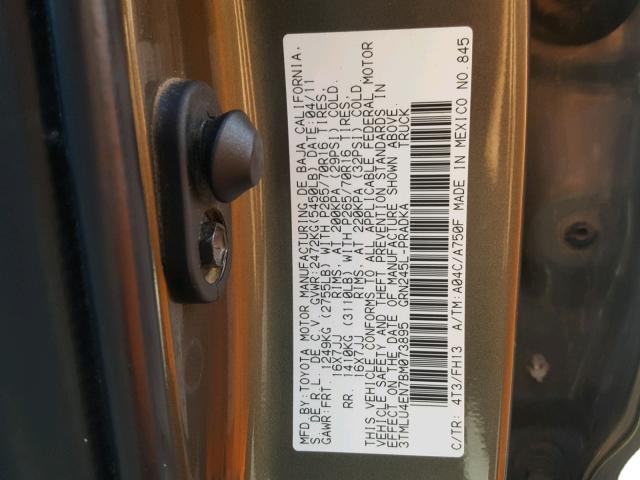 MFD.BY:TOYOTA MOTOR MANUFACTURING DE BAJA CALIFORNIA,
S. DE R.L. DE C.V. GVWR:2472KG(5450LB) DATE:04/11
GAWR:FRT. 1249KG (2755LB) WITH P265/70R16 TIRES,
16X7JJ RIMS, AT 200KPA (29PSI) COLD.
RR. 1410KG (3110LB) WITH P265/70R16 TIRES,
16X7JJ RIMS, AT 220KPA (32PSI) COLD.
THIS VEHICLE CONFORMS TO ALL APPLICABLE FEDERAL MOTOR
VEHICLE SAFETY AND THEFT PREVENTION STANDARDS IN
EFFECT ON THE DATE OF MANUFACTURE SHOWN ABOVE.
3TMLU4EN7BM073895 GRN245L-PRADKA TRUCK
C/TR: 4T3/FH13 A/TM:A04C/A750F MADE IN MEXICO NO.845